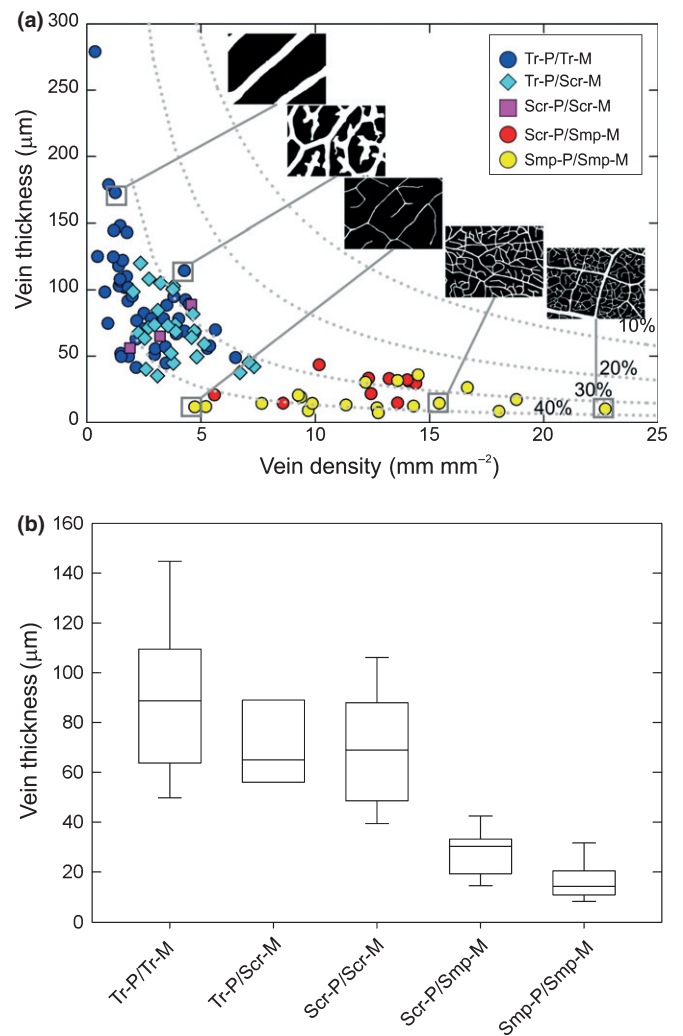 (a)
300
250
200
150
100
50
0
Vein thickness (μm)
Tr-P/Tr-M
Tr-P/Scr-M
Scr-P/Scr-M
Scr-P/Smp-M
Smp-P/Smp-M
10%
20%
30%
40%
0 5 10 15 20 25
Vein density (mm mm⁻²)
(b)
160
140
120
100
80
60
40
20
0
Vein thickness (μm)
Tr-P/Tr-M
Tr-P/Scr-M
Scr-P/Scr-M
Scr-P/Smp-M
Smp-P/Smp-M